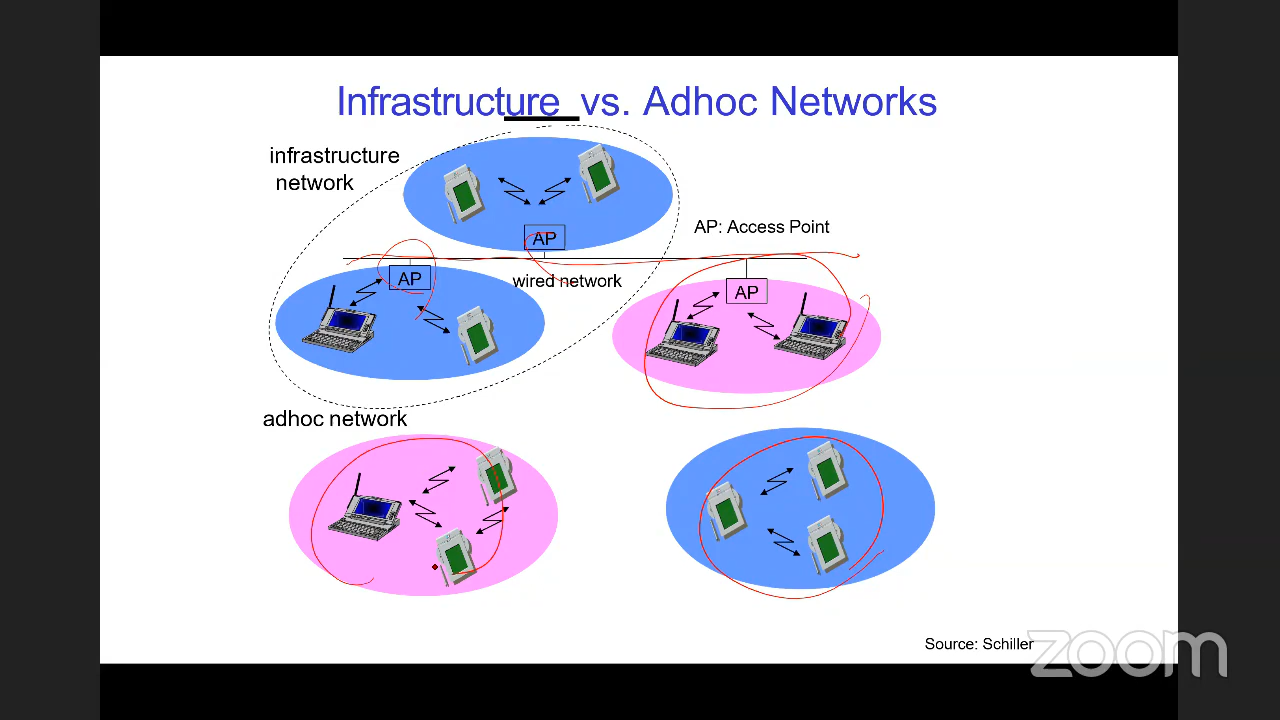 Infrastructure vs. Adhoc Networks
infrastructure
network
AP: Access Point
AP
AP
wired network
AP
adhoc network
Source: Schiller
zoom